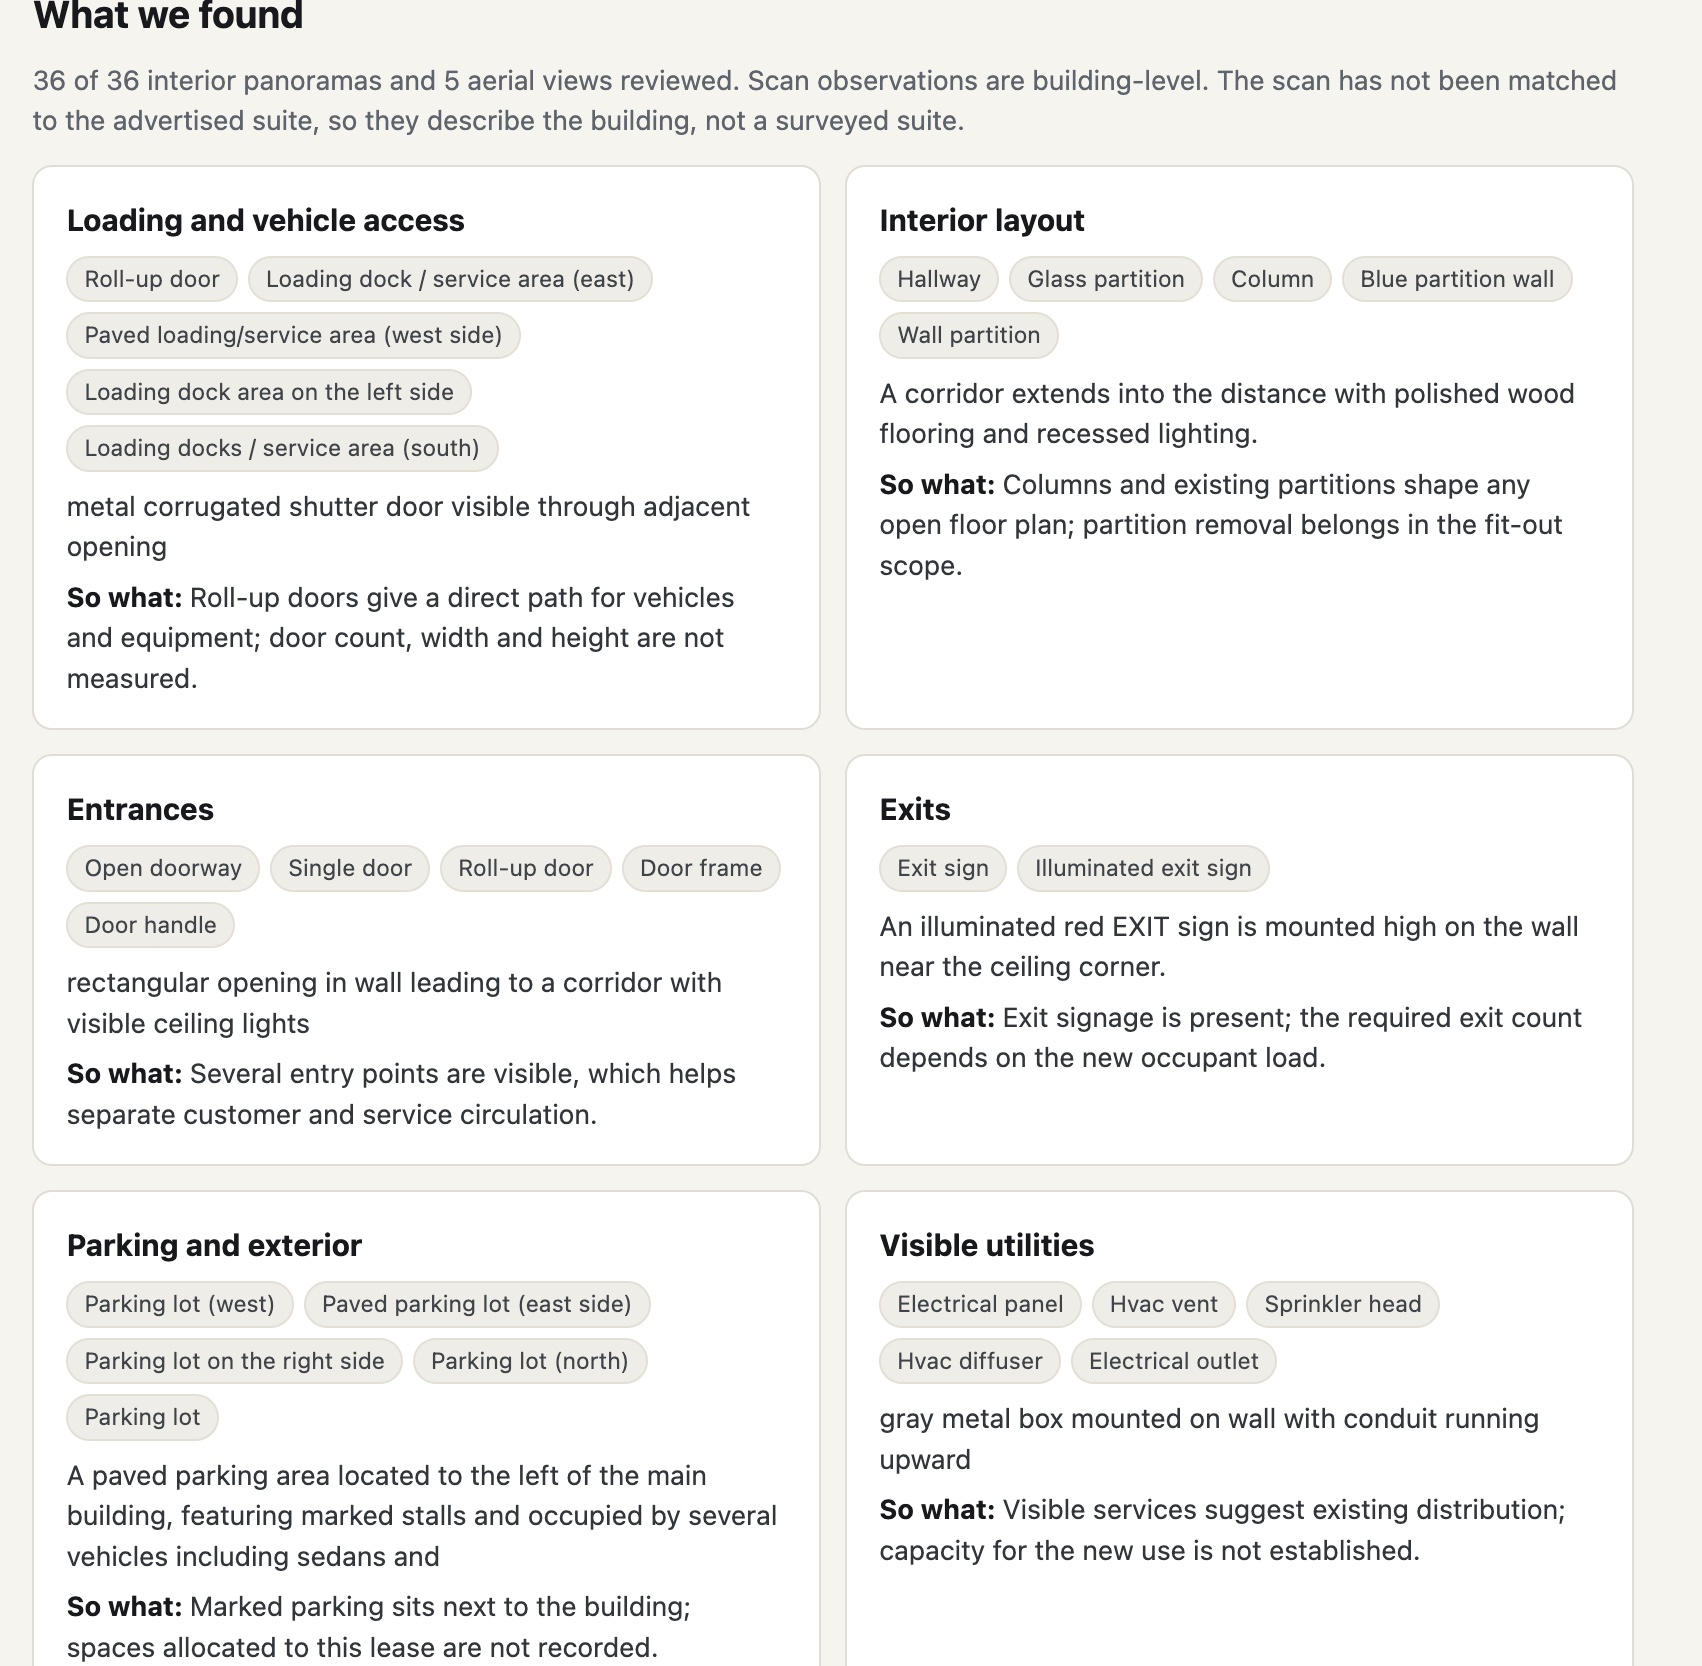 What we found
36 of 36 interior panoramas and 5 aerial views reviewed. Scan observations are building-level. The scan has not been matched
to the advertised suite, so they describe the building, not a surveyed suite.
Loading and vehicle access
Roll-up door
Loading dock / service area (east)
Paved loading/service area (west side)
Loading dock area on the left side
Loading docks / service area (south)
metal corrugated shutter door visible through adjacent
opening
So what: Roll-up doors give a direct path for vehicles
and equipment; door count, width and height are not
measured.
Interior layout
Hallway
Glass partition
Column
Blue partition wall
Wall partition
A corridor extends into the distance with polished wood
flooring and recessed lighting.
So what: Columns and existing partitions shape any
open floor plan; partition removal belongs in the fit-out
scope.
Entrances
Open doorway
Single door
Roll-up door
Door frame
Door handle
rectangular opening in wall leading to a corridor with
visible ceiling lights
So what: Several entry points are visible, which helps
separate customer and service circulation.
Exits
Exit sign
Illuminated exit sign
An illuminated red EXIT sign is mounted high on the wall
near the ceiling corner.
So what: Exit signage is present; the required exit count
depends on the new occupant load.
Parking and exterior
Parking lot (west)
Paved parking lot (east side)
Parking lot on the right side
Parking lot (north)
Parking lot
A paved parking area located to the left of the main
building, featuring marked stalls and occupied by several
vehicles including sedans and
So what: Marked parking sits next to the building;
spaces allocated to this lease are not recorded.
Visible utilities
Electrical panel
Hvac vent
Sprinkler head
Hvac diffuser
Electrical outlet
gray metal box mounted on wall with conduit running
upward
So what: Visible services suggest existing distribution;
capacity for the new use is not established.